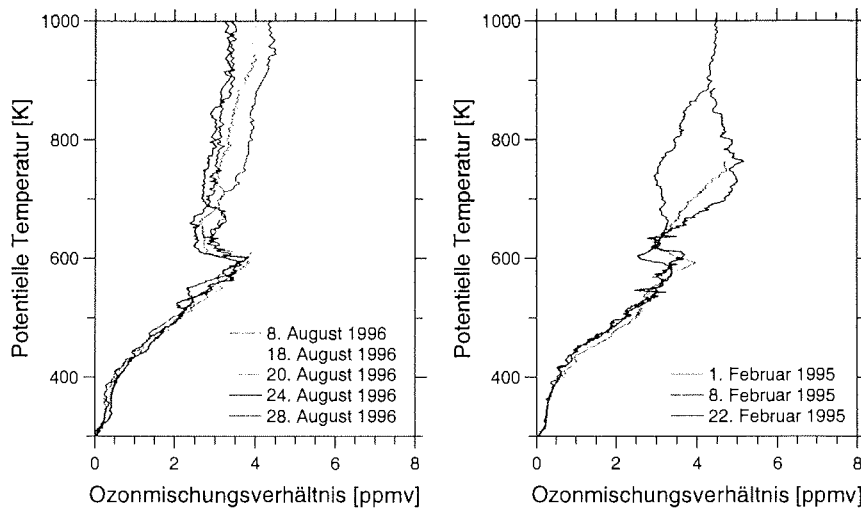 1000
800
600
400
Potentielle Temperatur [K]
8. August 1996
18. August 1996
20. August 1996
24. August 1996
28. August 1996
0 2 4 6 8
Ozonmischungsverhältnis [ppmv]
1000
800
600
400
Potentielle Temperatur [K]
1. Februar 1995
8. Februar 1995
22. Februar 1995
0 2 4 6 8
Ozonmischungsverhältnis [ppmv]